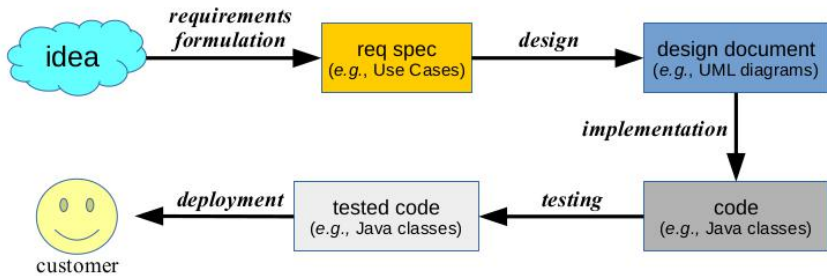 idea
requirements
formulation
req spec
(e.g., Use Cases)
design
design document
(e.g., UML diagrams)
implementation
code
(e.g., Java classes)
testing
tested code
(e.g., Java classes)
deployment
customer